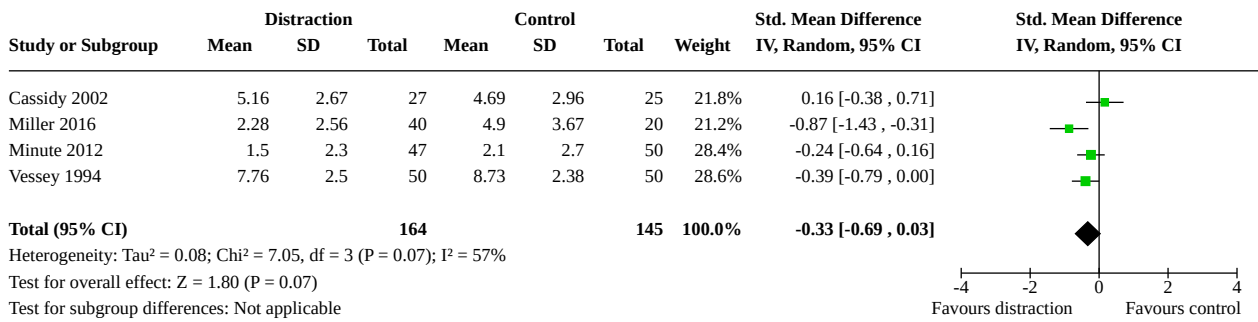 Distraction Control Std. Mean Difference Std. Mean Difference
Study or Subgroup Mean SD Total Mean SD Total Weight IV, Random, 95% CI IV, Random, 95% CI
Cassidy 2002 5.16 2.67 27 4.69 2.96 25 21.8% 0.16 [-0.38 , 0.71]
Miller 2016 2.28 2.56 40 4.9 3.67 20 21.2% -0.87 [-1.43 , -0.31]
Minute 2012 1.5 2.3 47 2.1 2.7 50 28.4% -0.24 [-0.64 , 0.16]
Vessey 1994 7.76 2.5 50 8.73 2.38 50 28.6% -0.39 [-0.79 , 0.00]
Total (95% CI) 164 145 100.0% -0.33 [-0.69 , 0.03]
Heterogeneity: Tau² = 0.08; Chi² = 7.05, df = 3 (P = 0.07); I² = 57%
Test for overall effect: Z = 1.80 (P = 0.07) -4 -2 0 2 4
Test for subgroup differences: Not applicable Favours distraction Favours control